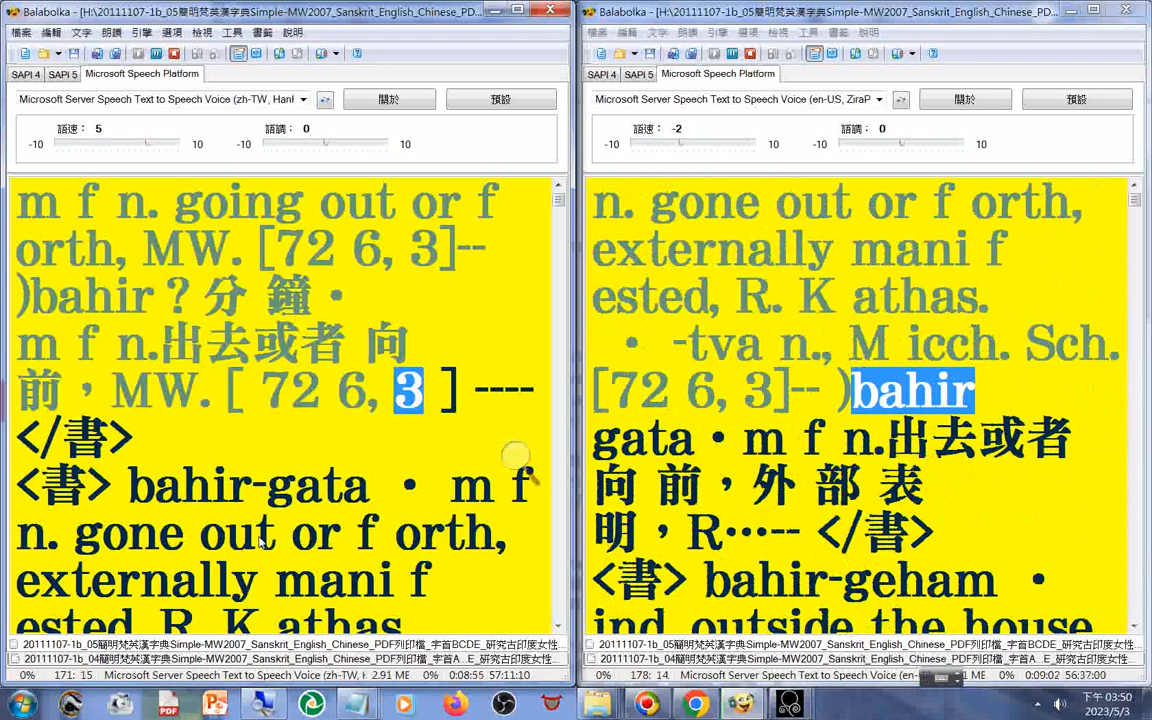 Balabolka - [H:\20111107-1b_05簡明梵英漢字典Simple-MW2007_Sanskrit_English_Chinese_PD...
檔案 編輯 文字 朗讀 引擎 選項 檢視 工具 書籤 說明
SAPI 4 SAPI 5 Microsoft Speech Platform
Microsoft Server Speech Text to Speech Voice (zh-TW, Hanl 關於 預設
語速: 5 語調: 0
-10 10 -10 10
m f n. going out or f
orth, MW. [72 6, 3]--
)bahir？分 鐘・
m f n.出去或者 向
前，MW. [ 72 6, 3 ] ----
</書>
<書> bahir-gata ・ m f
n. gone out or f orth,
externally mani f
ested, R. K athas.
20111107-1b_05簡明梵英漢字典Simple-MW2007_Sanskrit_English_Chinese_PDF列印檔_字首BCDE_研究古印度女性...
20111107-1b_04簡明梵英漢字典Simple-MW2007_Sanskrit_English_Chinese_PDF列印檔_字首A...E_研究古印度女性...
0% 171: 15 Microsoft Server Speech Text to Speech Voice (zh-TW, 2.91 MB 0% 0:08:55 57:11:10
Balabolka - [H:\20111107-1b_05簡明梵英漢字典Simple-MW2007_Sanskrit_English_Chinese_PD...
檔案 編輯 文字 朗讀 引擎 選項 檢視 工具 書籤 說明
SAPI 4 SAPI 5 Microsoft Speech Platform
Microsoft Server Speech Text to Speech Voice (en-US, ZiraP 關於 預設
語速: -2 語調: 0
-10 10 -10 10
n. gone out or f orth,
externally mani f
ested, R. K athas.
・ -tva n., M icch. Sch.
[72 6, 3]-- )bahir
gata・m f n.出去或者
向 前，外 部 表
明，R…-- </書>
<書> bahir-geham ・
ind. outside the house
20111107-1b_05簡明梵英漢字典Simple-MW2007_Sanskrit_English_Chinese_PDF列印檔_字首BCDE_研究古印度女性...
20111107-1b_04簡明梵英漢字典Simple-MW2007_Sanskrit_English_Chinese_PDF列印檔_字首A...E_研究古印度女性...
0% 178: 14 Microsoft Server Speech Text to Speech Voice (en-U MB 0% 0:09:02 56:37:00
PDF
下午 03:50
2023/5/3